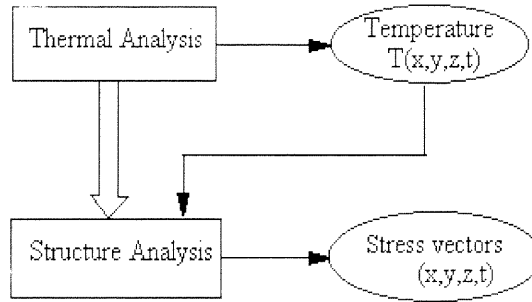 Thermal Analysis
Temperature
T(x,y,z,t)
Structure Analysis
Stress vectors
(x,y,z,t)